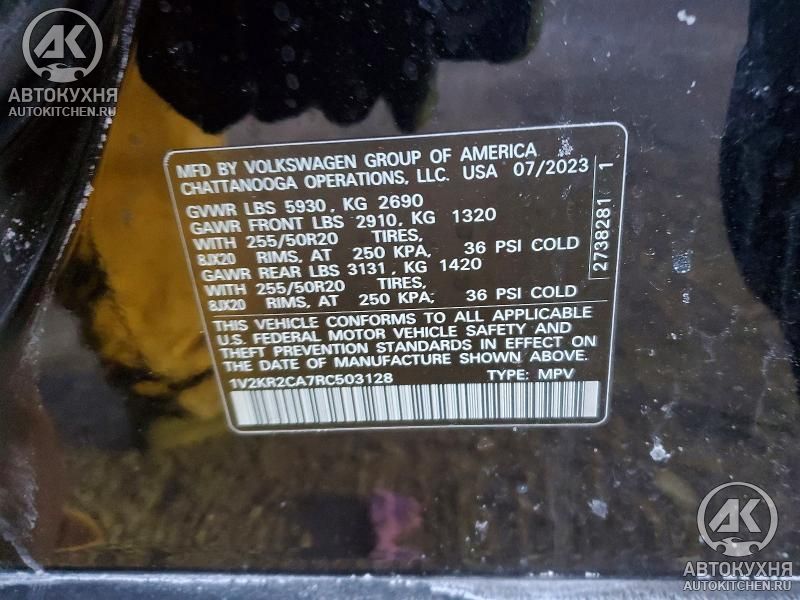 AK
АВТОКУХНЯ
AUTOKITCHEN.RU
MFD BY VOLKSWAGEN GROUP OF AMERICA
CHATTANOOGA OPERATIONS, LLC. USA 07/2023
GVWR LBS 5930, KG 2690
GAWR FRONT LBS 2910, KG 1320
WITH 255/50R20 TIRES,
8JX20 RIMS, AT 250 KPA, 36 PSI COLD
GAWR REAR LBS 3131, KG 1420
WITH 255/50R20 TIRES,
8JX20 RIMS, AT 250 KPA, 36 PSI COLD
THIS VEHICLE CONFORMS TO ALL APPLICABLE
U.S. FEDERAL MOTOR VEHICLE SAFETY AND
THEFT PREVENTION STANDARDS IN EFFECT ON
THE DATE OF MANUFACTURE SHOWN ABOVE.
1V2KR2CA7RC503128 TYPE: MPV
2738281 1
AK
АВТОКУХНЯ
AUTOKITCHEN.RU